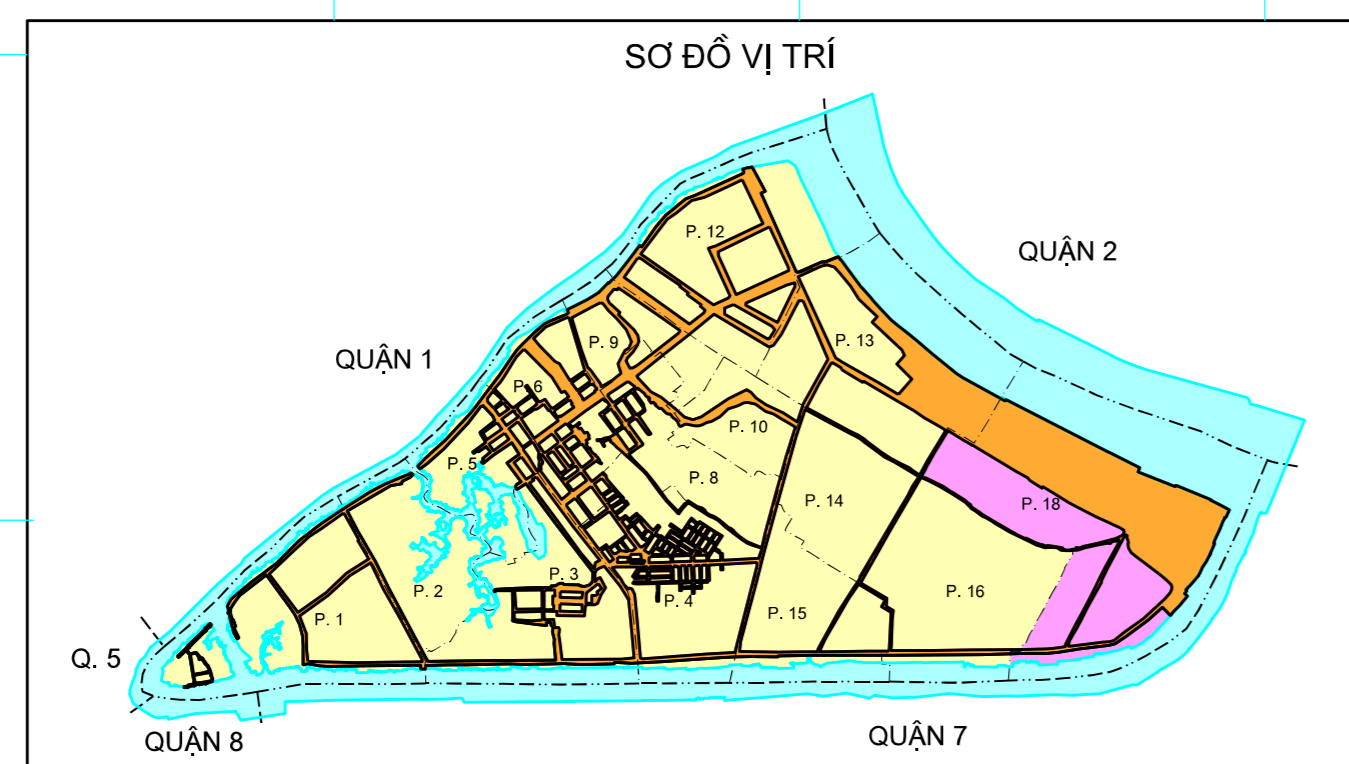 SƠ ĐỒ VỊ TRÍ
QUẬN 2
P. 12
QUẬN 1
P. 9
P. 13
P. 6
P. 10
P. 5
P. 8
P. 14
P. 18
P. 3
P. 2
P. 4
P. 16
P. 1
P. 15
Q. 5
QUẬN 8
QUẬN 7